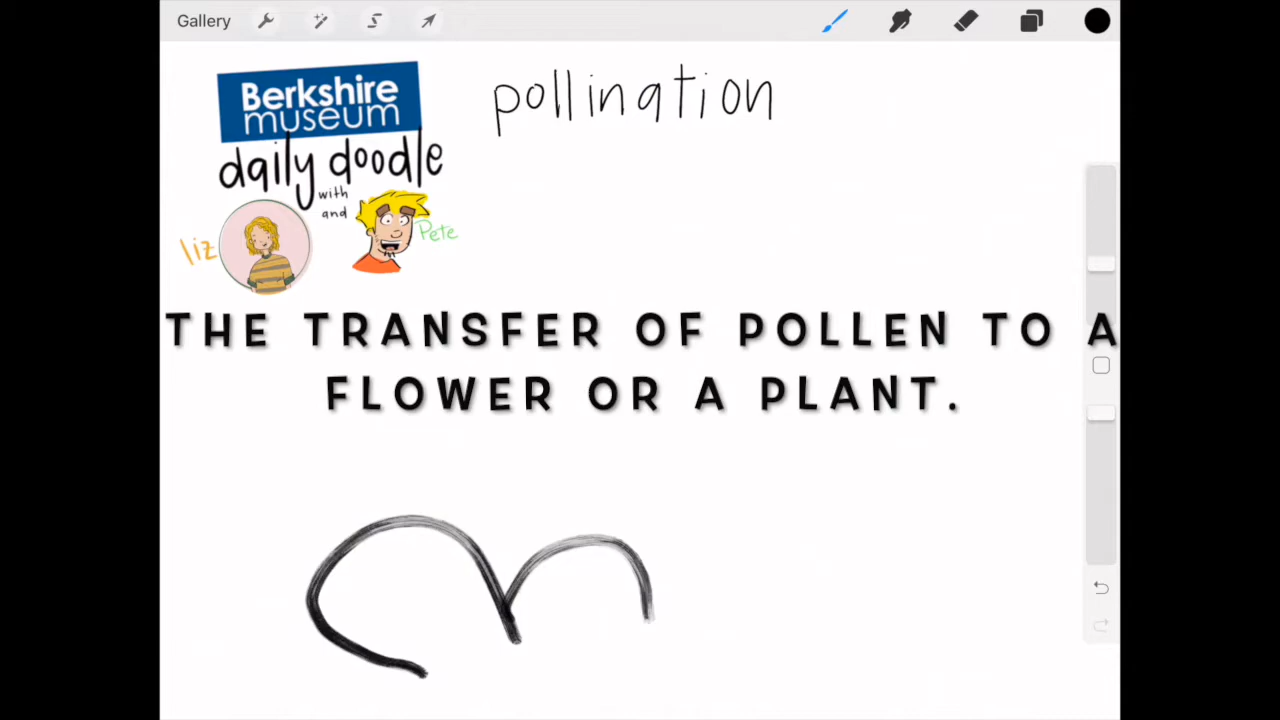 Gallery
Berkshire
museum
daily doodle
with
and
liz
Pete
pollination
THE TRANSFER OF POLLEN TO A
FLOWER OR A PLANT.